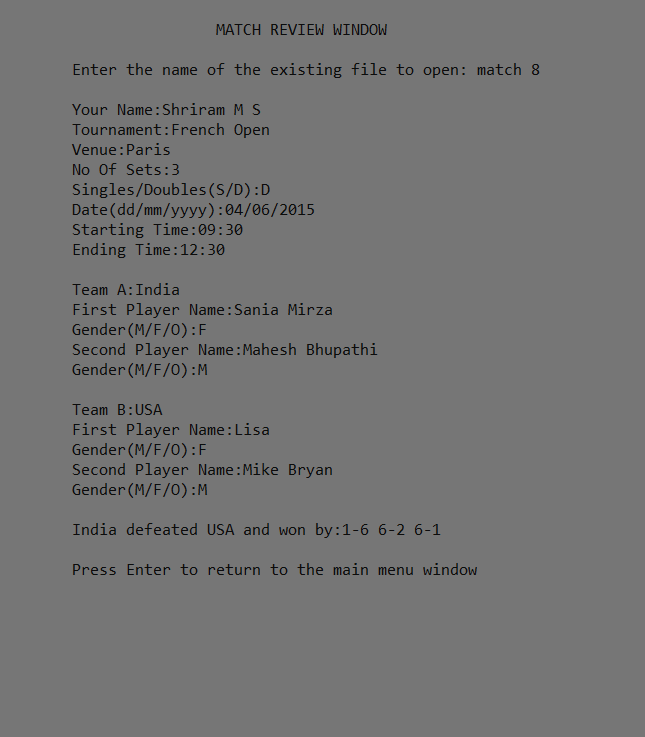 MATCH REVIEW WINDOW
Enter the name of the existing file to open: match 8
Your Name:Shriram M S
Tournament:French Open
Venue:Paris
No Of Sets:3
Singles/Doubles(S/D):D
Date(dd/mm/yyyy):04/06/2015
Starting Time:09:30
Ending Time:12:30
Team A:India
First Player Name:Sania Mirza
Gender(M/F/O):F
Second Player Name:Mahesh Bhupathi
Gender(M/F/O):M
Team B:USA
First Player Name:Lisa
Gender(M/F/O):F
Second Player Name:Mike Bryan
Gender(M/F/O):M
India defeated USA and won by:1-6 6-2 6-1
Press Enter to return to the main menu window